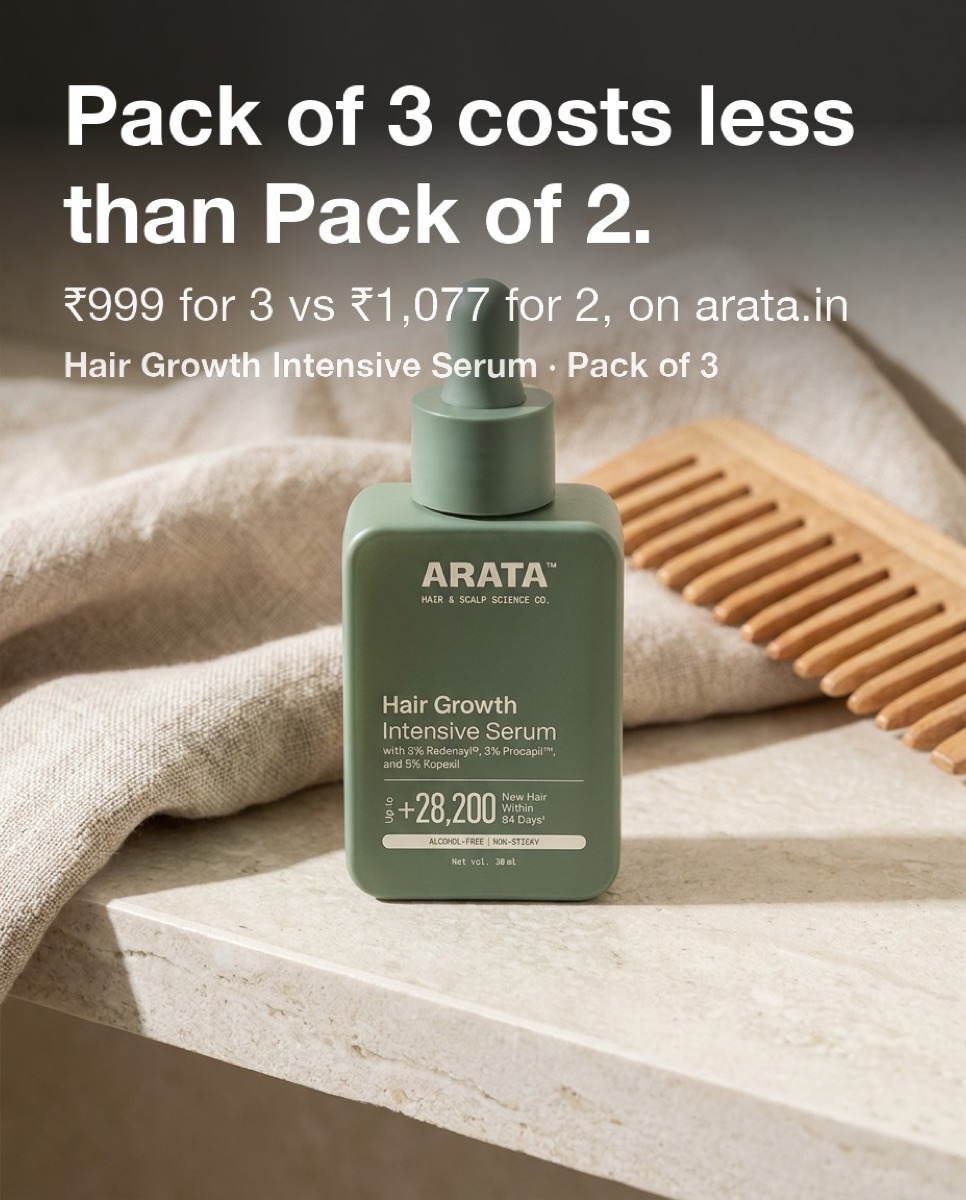 Pack of 3 costs less
than Pack of 2.
₹999 for 3 vs ₹1,077 for 2, on arata.in
Hair Growth Intensive Serum · Pack of 3
ARATA™
HAIR & SCALP SCIENCE CO.
Hair Growth
Intensive Serum
with 8% Redenayl®, 3% Procapil™,
and 5% Kopexil
Up to +28,200 New Hair
Within
84 Days
ALCOHOL-FREE | NON-STICKY
Net vol. 30 ml